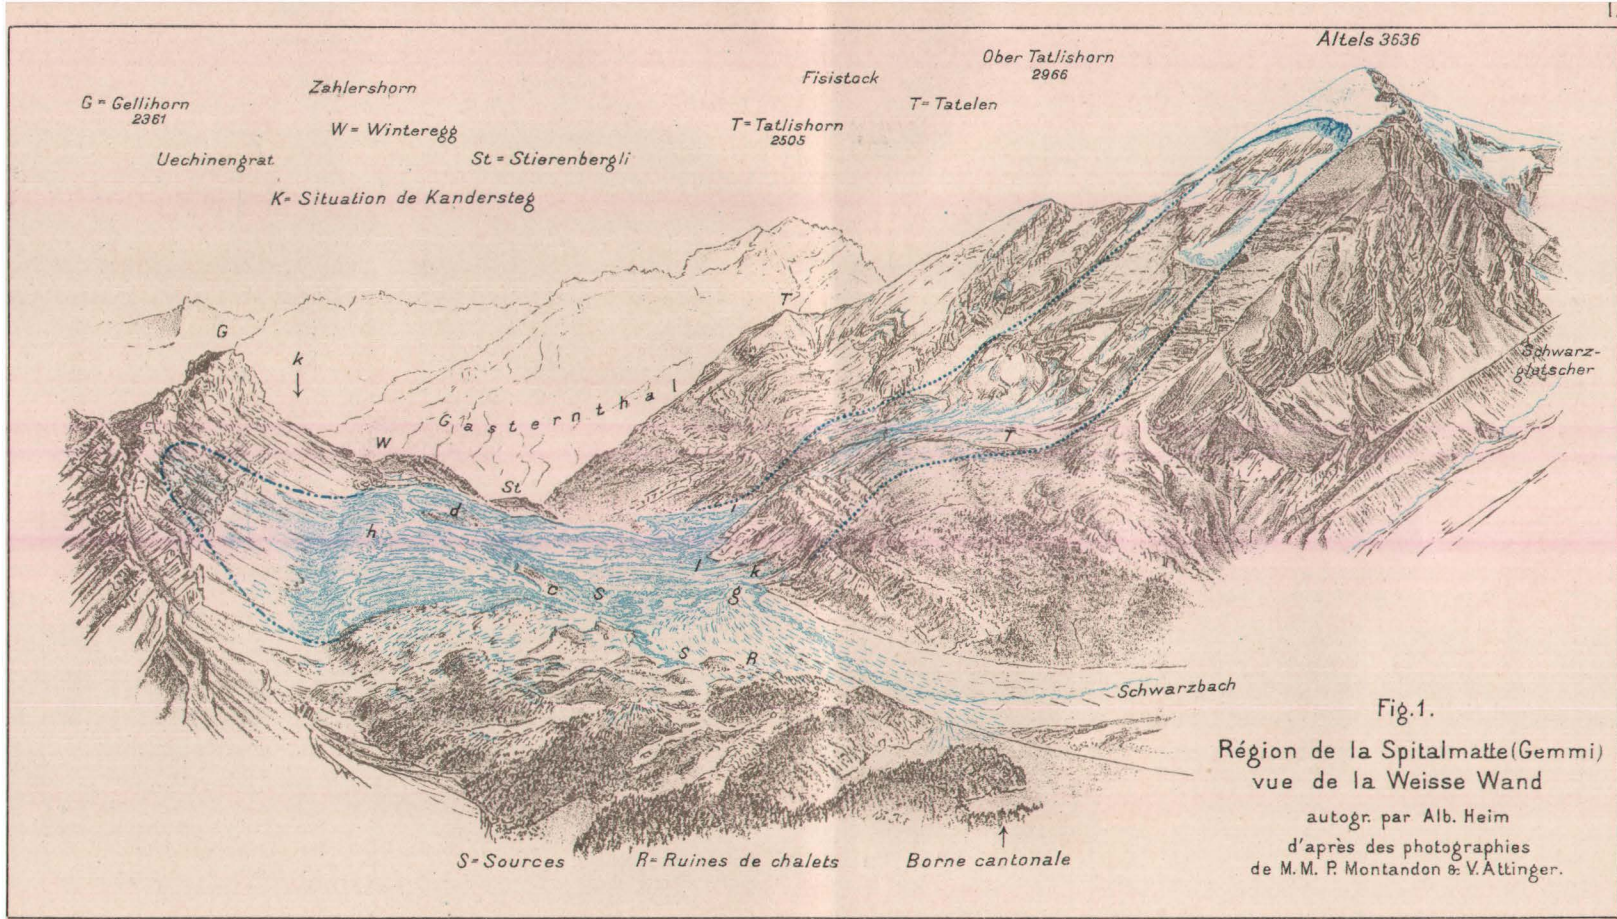 Altels 3636
Ober Tatlishorn
2966
Fisistock
Zahlershorn
G = Gellihorn
2361
T= Tatelen
T= Tatlishorn
2505
W = Winteregg
Uechinengrat
St = Stierenbergli
K= Situation de Kandersteg
T
G
k
Schwarz-
gletscher
Gasternthal
W
T
St
d
h
l
l
k
c
S
g
S
R
Schwarzbach
Fig.1.
Région de la Spitalmatte (Gemmi)
vue de la Weisse Wand
autogr. par Alb. Heim
d'après des photographies
de M.M. P. Montandon & V. Attinger.
S= Sources
R= Ruines de chalets
Borne cantonale